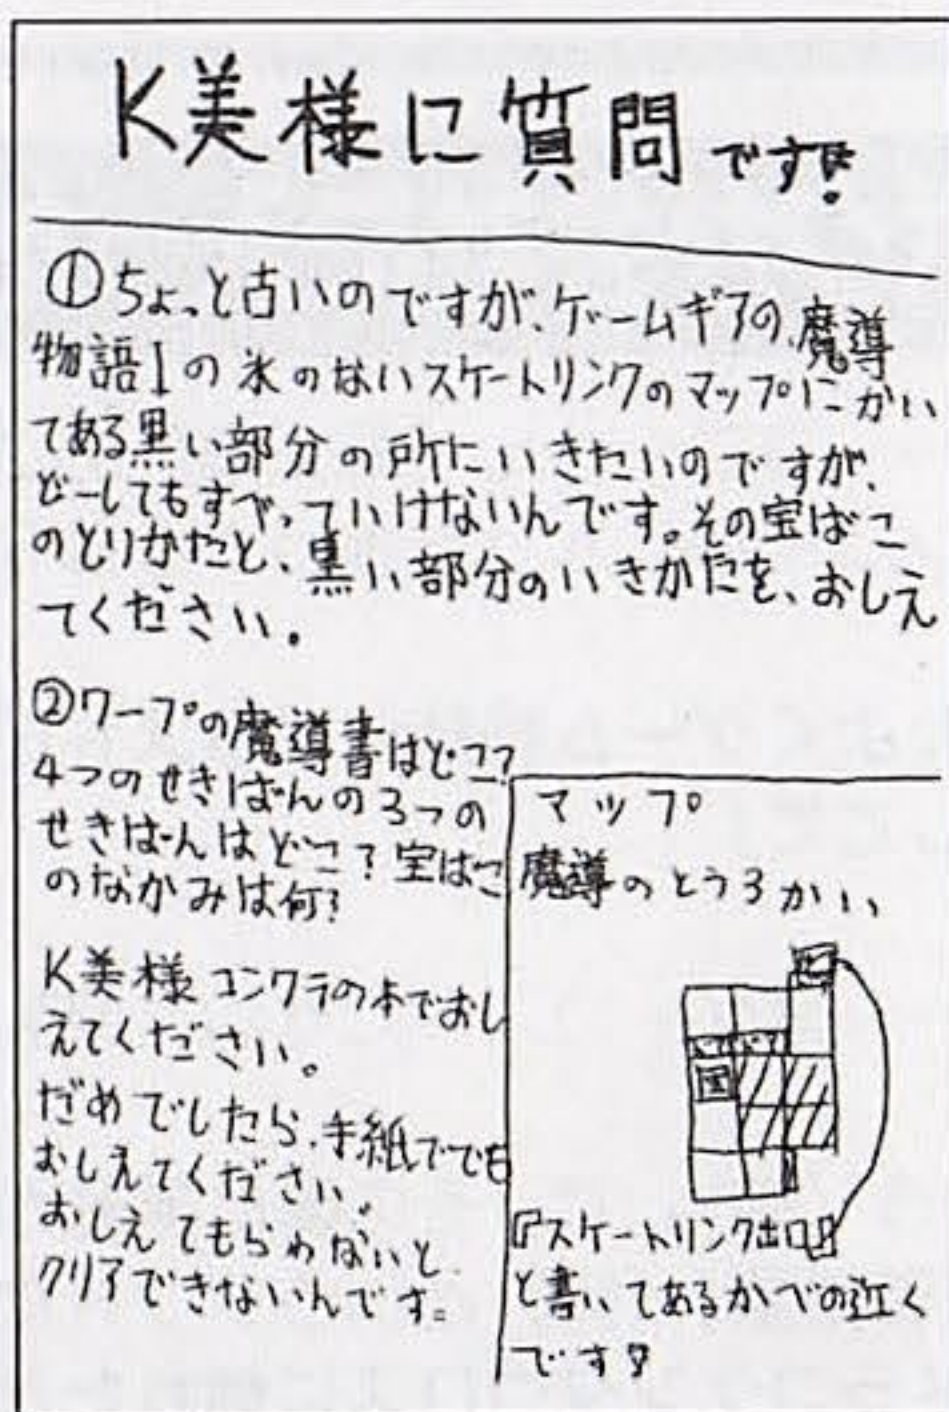 K美様に質問です!
①ちょっと古いのですが、ゲームギアの魔導
物語Iの氷のないスケートリンクのマップにかい
てある黒い部分の所にいきたいのですが、
どーしてもすべっていけないんです。その宝ばこ
のとりかたと、黒い部分のいきかたを、おしえ
てください。
②ワープの魔導書はどこ?
4つのせきばんの3つの
せきばんはどこ?宝ばこ
のなかみは何?
K美様コンクラの本でおし
えてください。
だめでしたら、手紙ででも
おしえてください。
おしえてもらわないと
クリアできないんです。
マップ
魔導のとう3かい
『スケートリンク出口』
と書いてあるかべの近く
です!